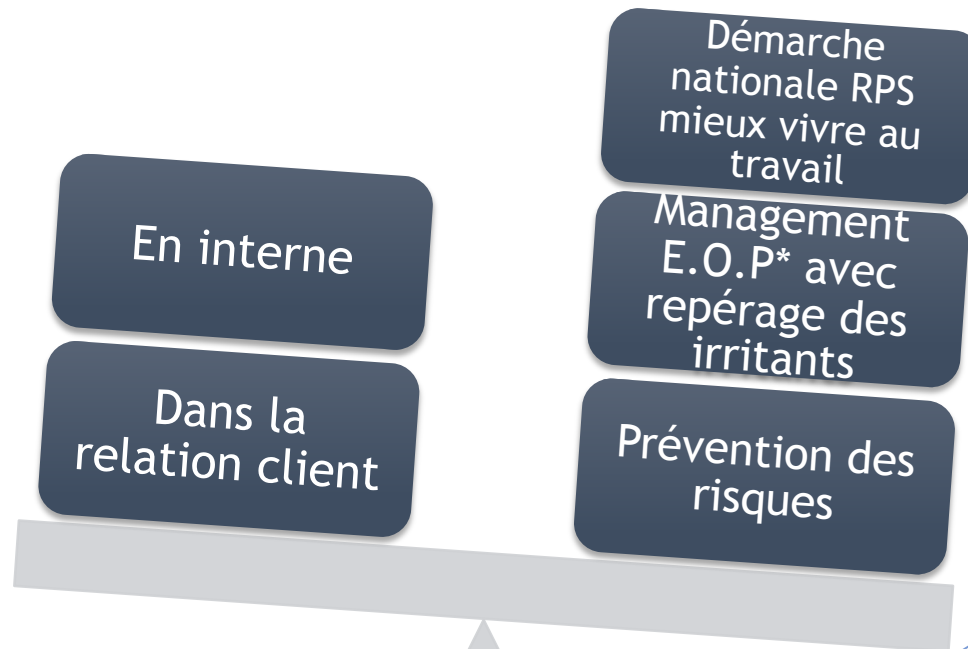 En interne
Dans la
relation client
Démarche
nationale RPS
mieux vivre au
travail
Management
E.O.P* avec
repérage des
irritants
Prévention des
risques